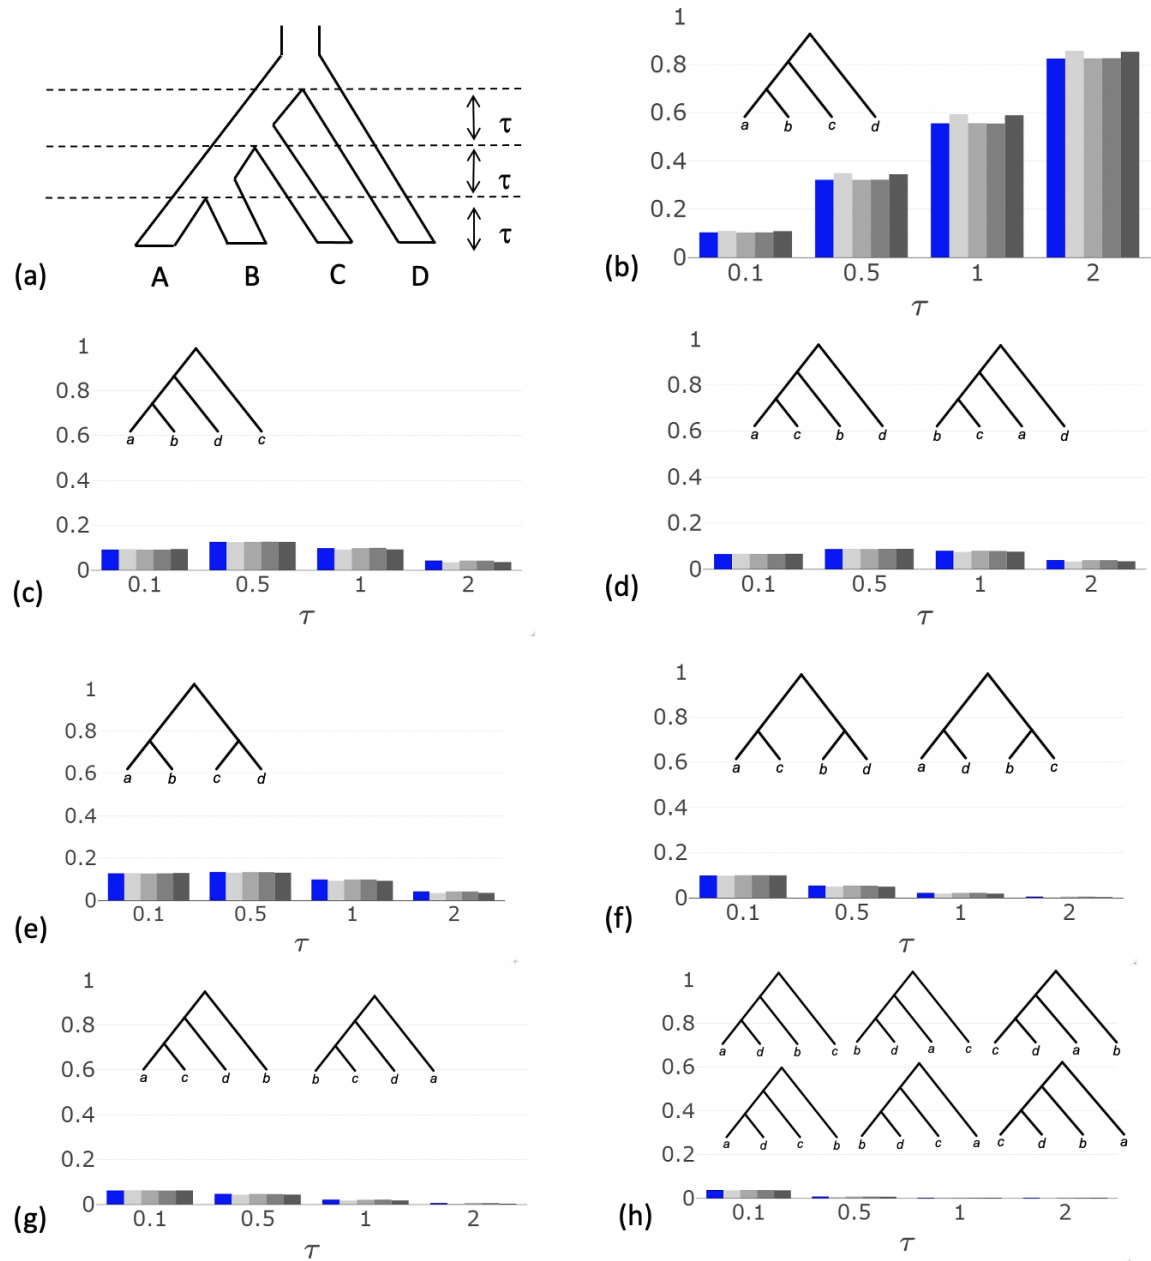 τ
τ
τ
A B C D
(a)
1
0.8
0.6
0.4
0.2
0
a b c d
0.1 0.5 1 2
τ
(b)
1
0.8
0.6
0.4
0.2
0
a b d c
0.1 0.5 1 2
τ
(c)
1
0.8
0.6
0.4
0.2
0
a c b d b c a d
0.1 0.5 1 2
τ
(d)
1
0.8
0.6
0.4
0.2
0
a b c d
0.1 0.5 1 2
τ
(e)
1
0.8
0.6
0.4
0.2
0
a c b d a d b c
0.1 0.5 1 2
τ
(f)
1
0.8
0.6
0.4
0.2
0
a c d b b c d a
0.1 0.5 1 2
τ
(g)
1
0.8
0.6
0.4
0.2
0
a d b c b d a c c d a b
a d c b b d c a c d b a
0.1 0.5 1 2
τ
(h)